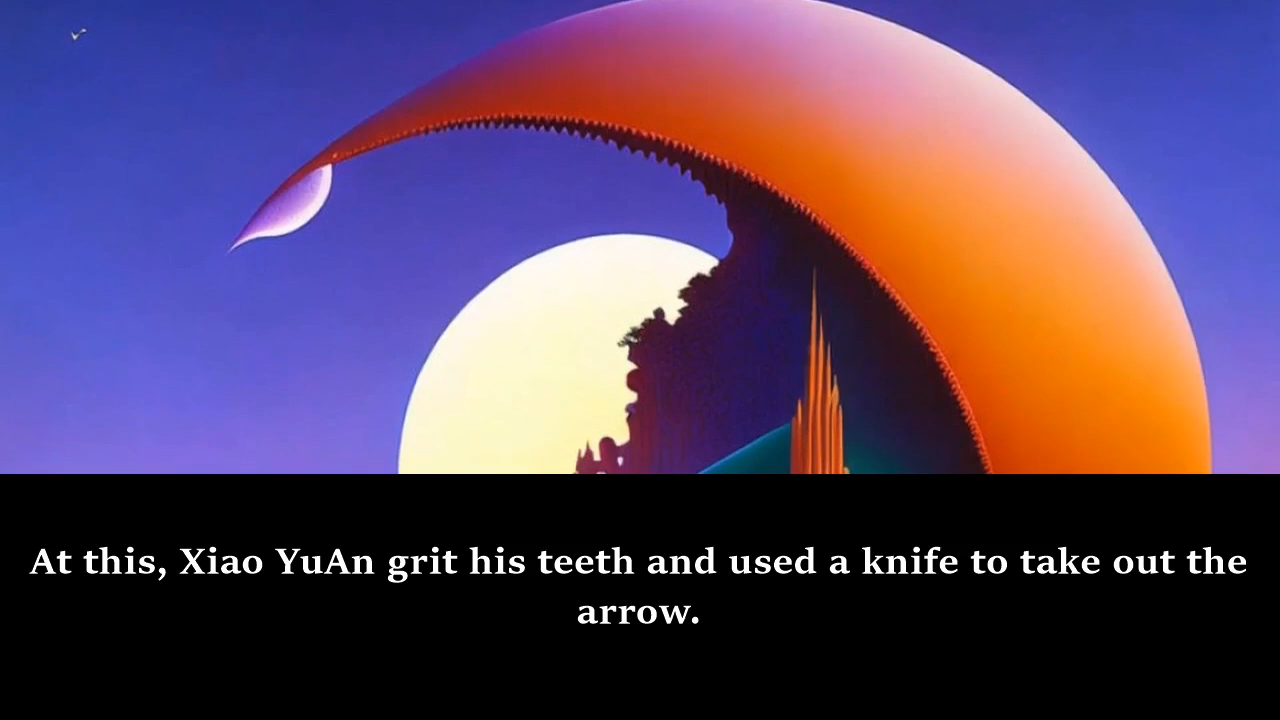 At this, Xiao YuAn grit his teeth and used a knife to take out the
arrow.